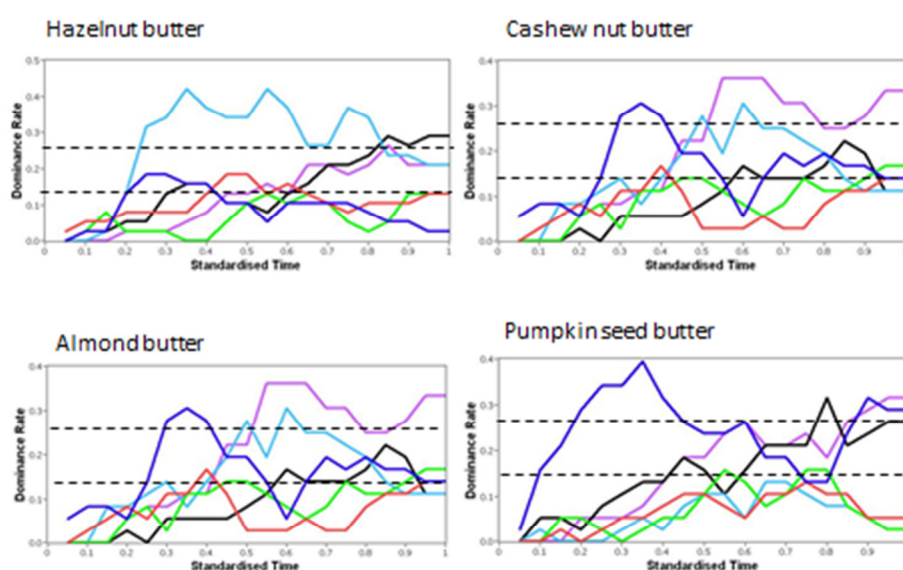 Hazelnut butter
Cashew nut butter
0.5
0.4
0.3
0.2
0.1
0.0
Dominance Rate
0 0.1 0.2 0.3 0.4 0.5 0.6 0.7 0.8 0.9 1
Standardised Time
0.4
0.3
0.2
0.1
0.0
Dominance Rate
0 0.1 0.2 0.3 0.4 0.5 0.6 0.7 0.8 0.9
Standardised Time
Almond butter
Pumpkin seed butter
0.4
0.3
0.2
0.1
0.0
Dominance Rate
0 0.1 0.2 0.3 0.4 0.5 0.6 0.7 0.8 0.9 1
Standardised Time
0.4
0.3
0.2
0.1
0.0
Dominance Rate
0 0.1 0.2 0.3 0.4 0.5 0.6 0.7 0.8 0.9
Standardised Time